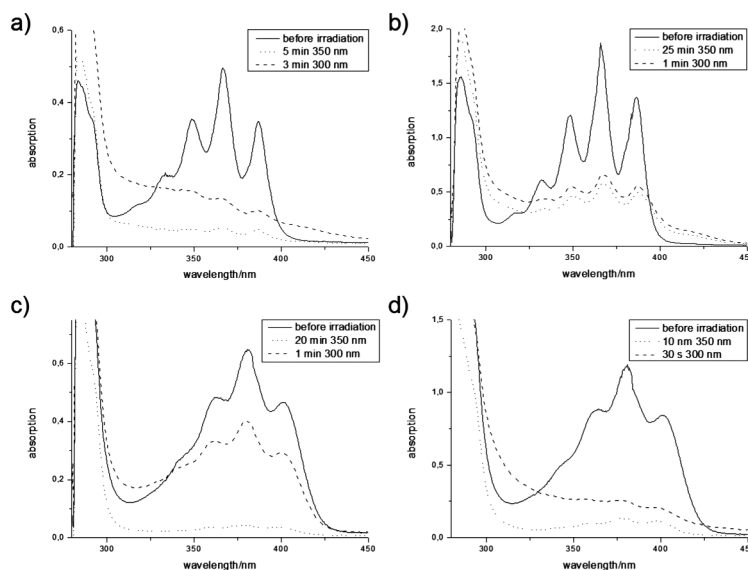 a)
before irradiation
5 min 350 nm
3 min 300 nm
0,6
0,4
0,2
0,0
absorption
300
350
400
450
wavelength/nm
b)
before irradiation
25 min 350 nm
1 min 300 nm
2,0
1,5
1,0
0,5
0,0
absorption
300
350
400
450
wavelength/nm
c)
before irradiation
20 min 350 nm
1 min 300 nm
0,6
0,4
0,2
0,0
absorption
300
350
400
450
wavelength/nm
d)
before irradiation
10 nm 350 nm
30 s 300 nm
1,5
1,0
0,5
0,0
absorption
300
350
400
450
wavelength/nm